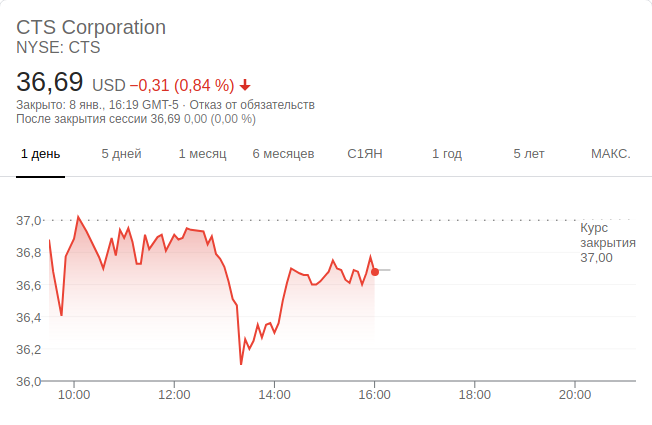 CTS Corporation
NYSE: CTS
36,69 USD −0,31 (0,84 %)
Закрыто: 8 янв., 16:19 GMT-5 · Отказ от обязательств
После закрытия сессии 36,69 0,00 (0,00 %)
1 день 5 дней 1 месяц 6 месяцев С1ЯН 1 год 5 лет МАКС.
37,0
Курс
закрытия
37,00
36,8
36,6
36,4
36,2
36,0
10:00 12:00 14:00 16:00 18:00 20:00